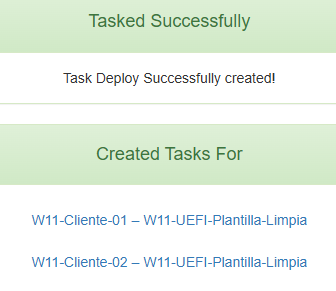 Tasked Successfully
Task Deploy Successfully created!
Created Tasks For
W11-Cliente-01 – W11-UEFI-Plantilla-Limpia
W11-Cliente-02 – W11-UEFI-Plantilla-Limpia